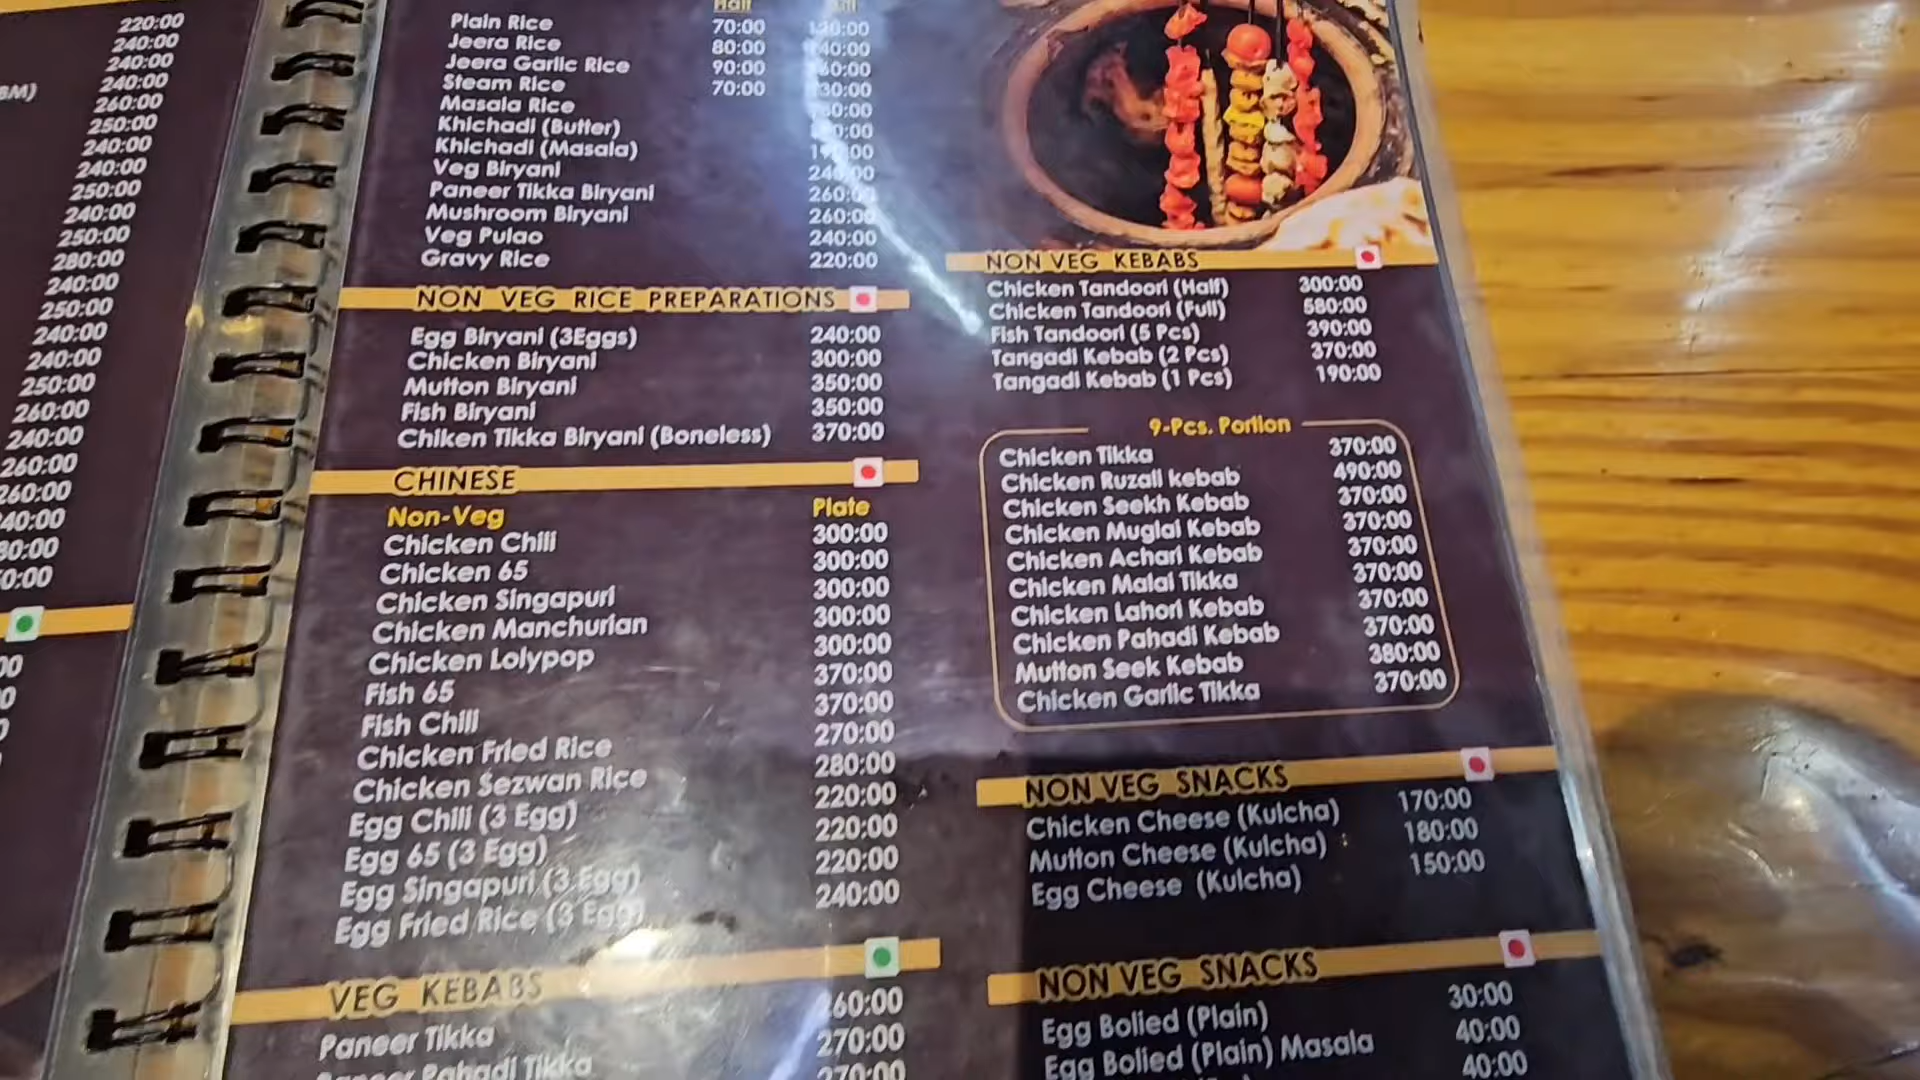 220:00
240:00
240:00
BM) 240:00
260:00
250:00
240:00
240:00
250:00
240:00
250:00
280:00
240:00
250:00
240:00
240:00
250:00
260:00
240:00
260:00
260:00
Half
Plain Rice 70:00
Jeera Rice 80:00
Jeera Garlic Rice 90:00
Steam Rice 70:00
Masala Rice
Khichadi (Butter)
Khichadi (Masala)
Veg Biryani
Paneer Tikka Biryani 260:00
Mushroom Biryani 260:00
Veg Pulao 240:00
Gravy Rice 220:00
NON VEG RICE PREPARATIONS
Egg Biryani (3Eggs) 240:00
Chicken Biryani 300:00
Mutton Biryani 350:00
Fish Biryani 350:00
Chiken Tikka Biryani (Boneless) 370:00
CHINESE
Non-Veg Plate
Chicken Chili 300:00
Chicken 65 300:00
Chicken Singapuri 300:00
Chicken Manchurian 300:00
Chicken Lolypop 300:00
Fish 65 370:00
Fish Chili 370:00
Chicken Fried Rice 270:00
Chicken Sezwan Rice 280:00
Egg Chili (3 Egg) 220:00
Egg 65 (3 Egg) 220:00
Egg Singapuri (3 Egg) 220:00
Egg Fried Rice (3 Egg) 240:00
VEG KEBABS
Paneer Tikka 260:00
Paneer Pahadi Tikka 270:00
270:00
NON VEG KEBABS
Chicken Tandoori (Half) 300:00
Chicken Tandoori (Full) 580:00
Fish Tandoori (5 Pcs) 390:00
Tangadi Kebab (2 Pcs) 370:00
Tangadi Kebab (1 Pcs) 190:00
9-Pcs. Portion
Chicken Tikka 370:00
Chicken Ruzali kebab 490:00
Chicken Seekh Kebab 370:00
Chicken Muglai Kebab 370:00
Chicken Achari Kebab 370:00
Chicken Malai Tikka 370:00
Chicken Lahori Kebab 370:00
Chicken Pahadi Kebab 370:00
Mutton Seek Kebab 380:00
Chicken Garlic Tikka 370:00
NON VEG SNACKS
Chicken Cheese (Kulcha) 170:00
Mutton Cheese (Kulcha) 180:00
Egg Cheese (Kulcha) 150:00
NON VEG SNACKS
Egg Bolied (Plain) 30:00
Egg Bolied (Plain) Masala 40:00
40:00